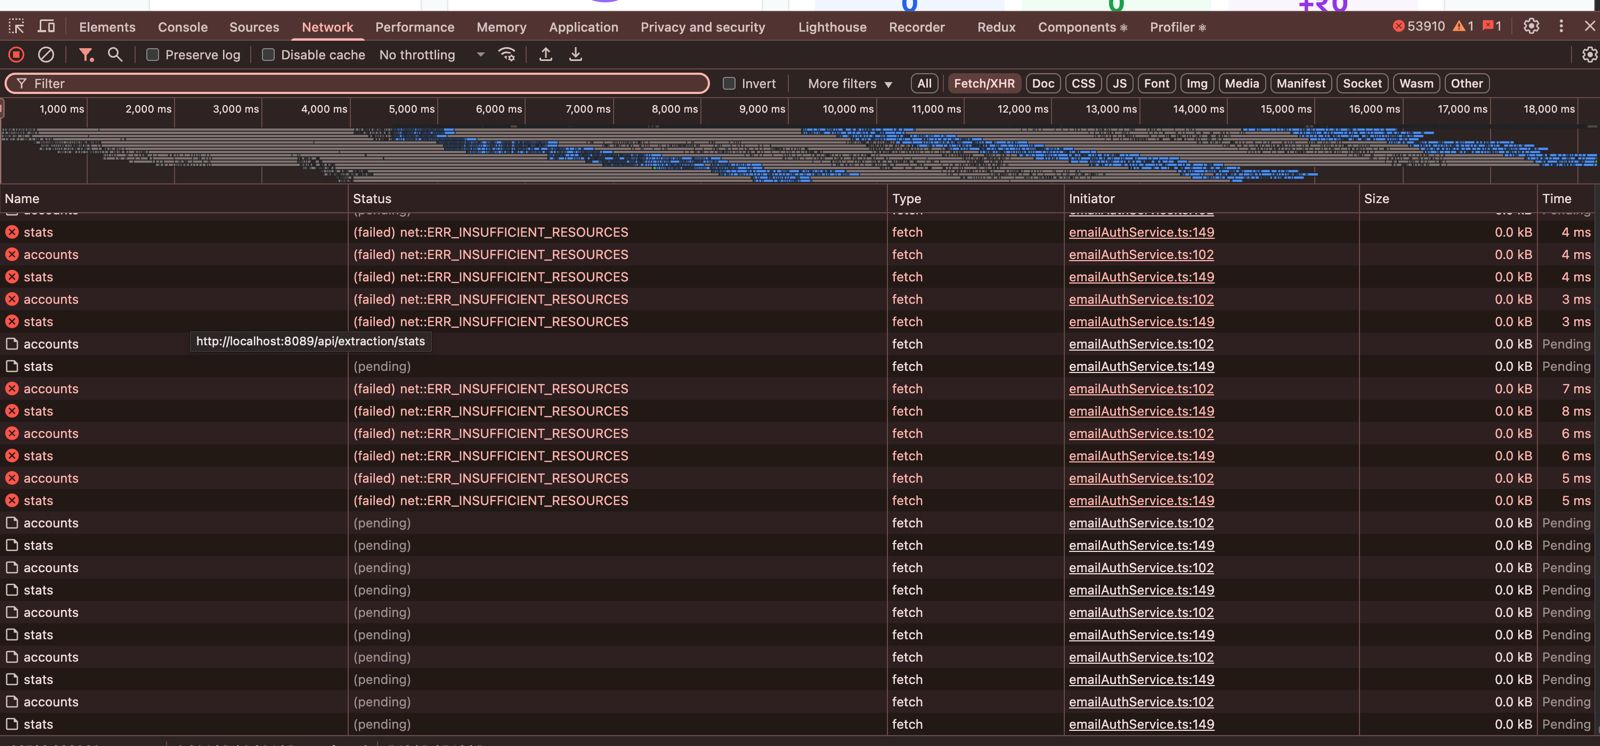 0 0 +₹0
Elements Console Sources Network Performance Memory Application Privacy and security Lighthouse Recorder Redux Components Profiler 53910 1 1
Preserve log Disable cache No throttling
Filter Invert More filters All Fetch/XHR Doc CSS JS Font Img Media Manifest Socket Wasm Other
1,000 ms 2,000 ms 3,000 ms 4,000 ms 5,000 ms 6,000 ms 7,000 ms 8,000 ms 9,000 ms 10,000 ms 11,000 ms 12,000 ms 13,000 ms 14,000 ms 15,000 ms 16,000 ms 17,000 ms 18,000 ms
Name Status Type Initiator Size Time
accounts (pending) fetch emailAuthService.ts:102 0.0 kB Pending
stats (failed) net::ERR_INSUFFICIENT_RESOURCES fetch emailAuthService.ts:149 0.0 kB 4 ms
accounts (failed) net::ERR_INSUFFICIENT_RESOURCES fetch emailAuthService.ts:102 0.0 kB 4 ms
stats (failed) net::ERR_INSUFFICIENT_RESOURCES fetch emailAuthService.ts:149 0.0 kB 4 ms
accounts (failed) net::ERR_INSUFFICIENT_RESOURCES fetch emailAuthService.ts:102 0.0 kB 3 ms
stats (failed) net::ERR_INSUFFICIENT_RESOURCES fetch emailAuthService.ts:149 0.0 kB 3 ms
accounts http://localhost:8089/api/extraction/stats fetch emailAuthService.ts:102 0.0 kB Pending
stats (pending) fetch emailAuthService.ts:149 0.0 kB Pending
accounts (failed) net::ERR_INSUFFICIENT_RESOURCES fetch emailAuthService.ts:102 0.0 kB 7 ms
stats (failed) net::ERR_INSUFFICIENT_RESOURCES fetch emailAuthService.ts:149 0.0 kB 8 ms
accounts (failed) net::ERR_INSUFFICIENT_RESOURCES fetch emailAuthService.ts:102 0.0 kB 6 ms
stats (failed) net::ERR_INSUFFICIENT_RESOURCES fetch emailAuthService.ts:149 0.0 kB 6 ms
accounts (failed) net::ERR_INSUFFICIENT_RESOURCES fetch emailAuthService.ts:102 0.0 kB 5 ms
stats (failed) net::ERR_INSUFFICIENT_RESOURCES fetch emailAuthService.ts:149 0.0 kB 5 ms
accounts (pending) fetch emailAuthService.ts:102 0.0 kB Pending
stats (pending) fetch emailAuthService.ts:149 0.0 kB Pending
accounts (pending) fetch emailAuthService.ts:102 0.0 kB Pending
stats (pending) fetch emailAuthService.ts:149 0.0 kB Pending
accounts (pending) fetch emailAuthService.ts:102 0.0 kB Pending
stats (pending) fetch emailAuthService.ts:149 0.0 kB Pending
accounts (pending) fetch emailAuthService.ts:102 0.0 kB Pending
stats (pending) fetch emailAuthService.ts:149 0.0 kB Pending
accounts (pending) fetch emailAuthService.ts:102 0.0 kB Pending
stats (pending) fetch emailAuthService.ts:149 0.0 kB Pending